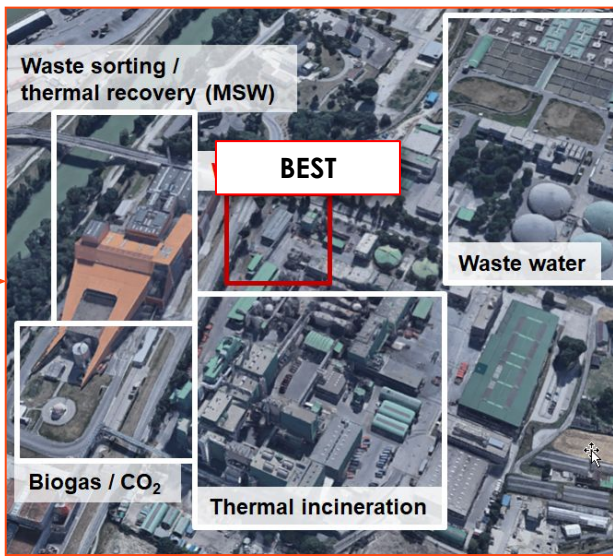 Waste sorting /
thermal recovery (MSW)
BEST
Waste water
Biogas / CO₂
Thermal incineration